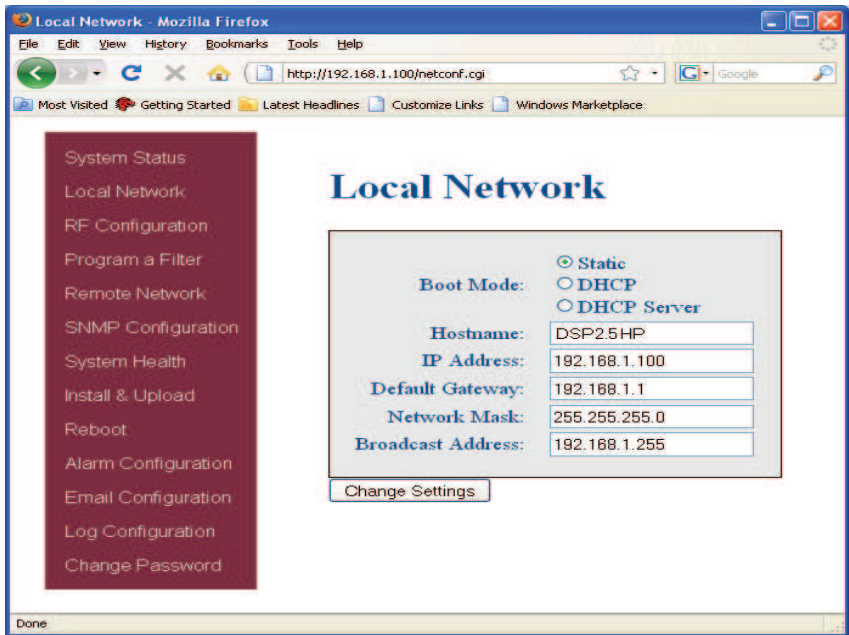 Local Network - Mozilla Firefox
File Edit View History Bookmarks Tools Help
http://192.168.1.100/netconf.cgi
G Google
Most Visited Getting Started Latest Headlines Customize Links Windows Marketplace
System Status
Local Network
RF Configuration
Program a Filter
Remote Network
SNMP Configuration
System Health
Install & Upload
Reboot
Alarm Configuration
Email Configuration
Log Configuration
Change Password
Local Network
Boot Mode:
Static
DHCP
DHCP Server
Hostname: DSP2.5HP
IP Address: 192.168.1.100
Default Gateway: 192.168.1.1
Network Mask: 255.255.255.0
Broadcast Address: 192.168.1.255
Change Settings
Done